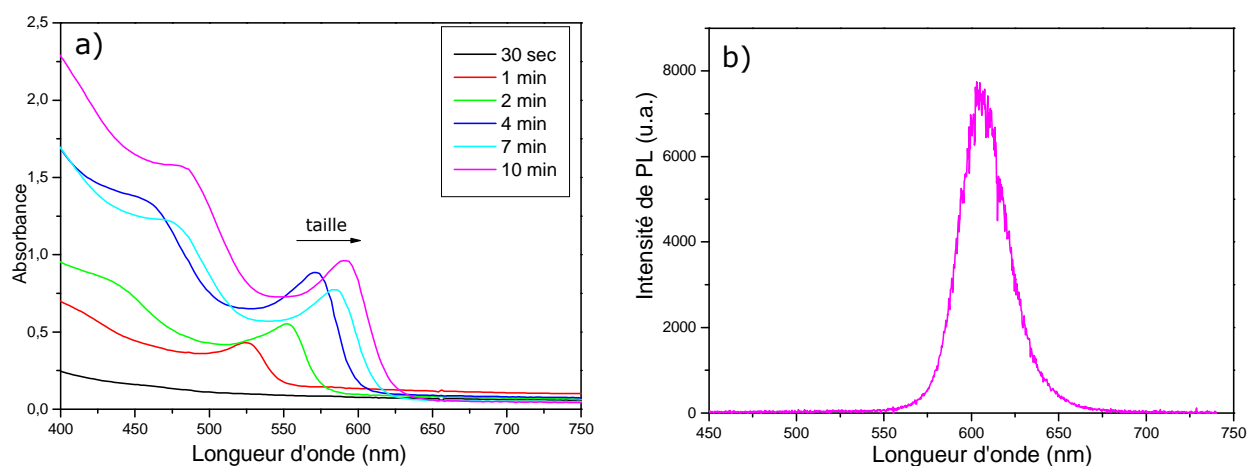 a)
2,5
2,0
1,5
1,0
0,5
0,0
Absorbance
400 450 500 550 600 650 700 750
Longueur d'onde (nm)
30 sec
1 min
2 min
4 min
7 min
10 min
taille
b)
8000
6000
4000
2000
0
Intensité de PL (u.a.)
450 500 550 600 650 700 750
Longueur d'onde (nm)